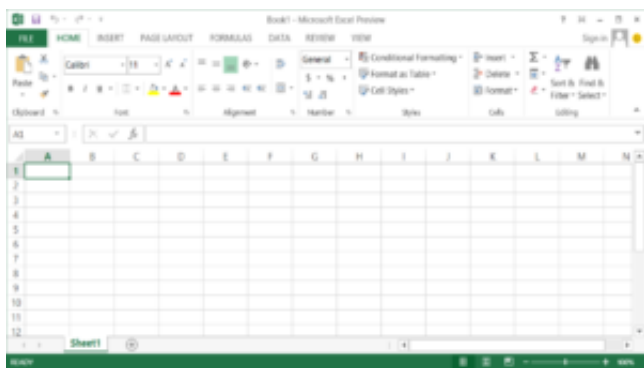 Book1 - Microsoft Excel Preview
FILE HOME INSERT PAGE LAYOUT FORMULAS DATA REVIEW VIEW Sign in
Calibri 11 General Conditional Formatting Insert
Paste Format as Table Delete Sort & Find &
Cell Styles Format Filter Select
Clipboard Font Alignment Number Styles Cells Editing
A1
A B C D E F G H I J K L M N
1
2
3
4
5
6
7
8
9
10
11
12
Sheet1
READY 100%